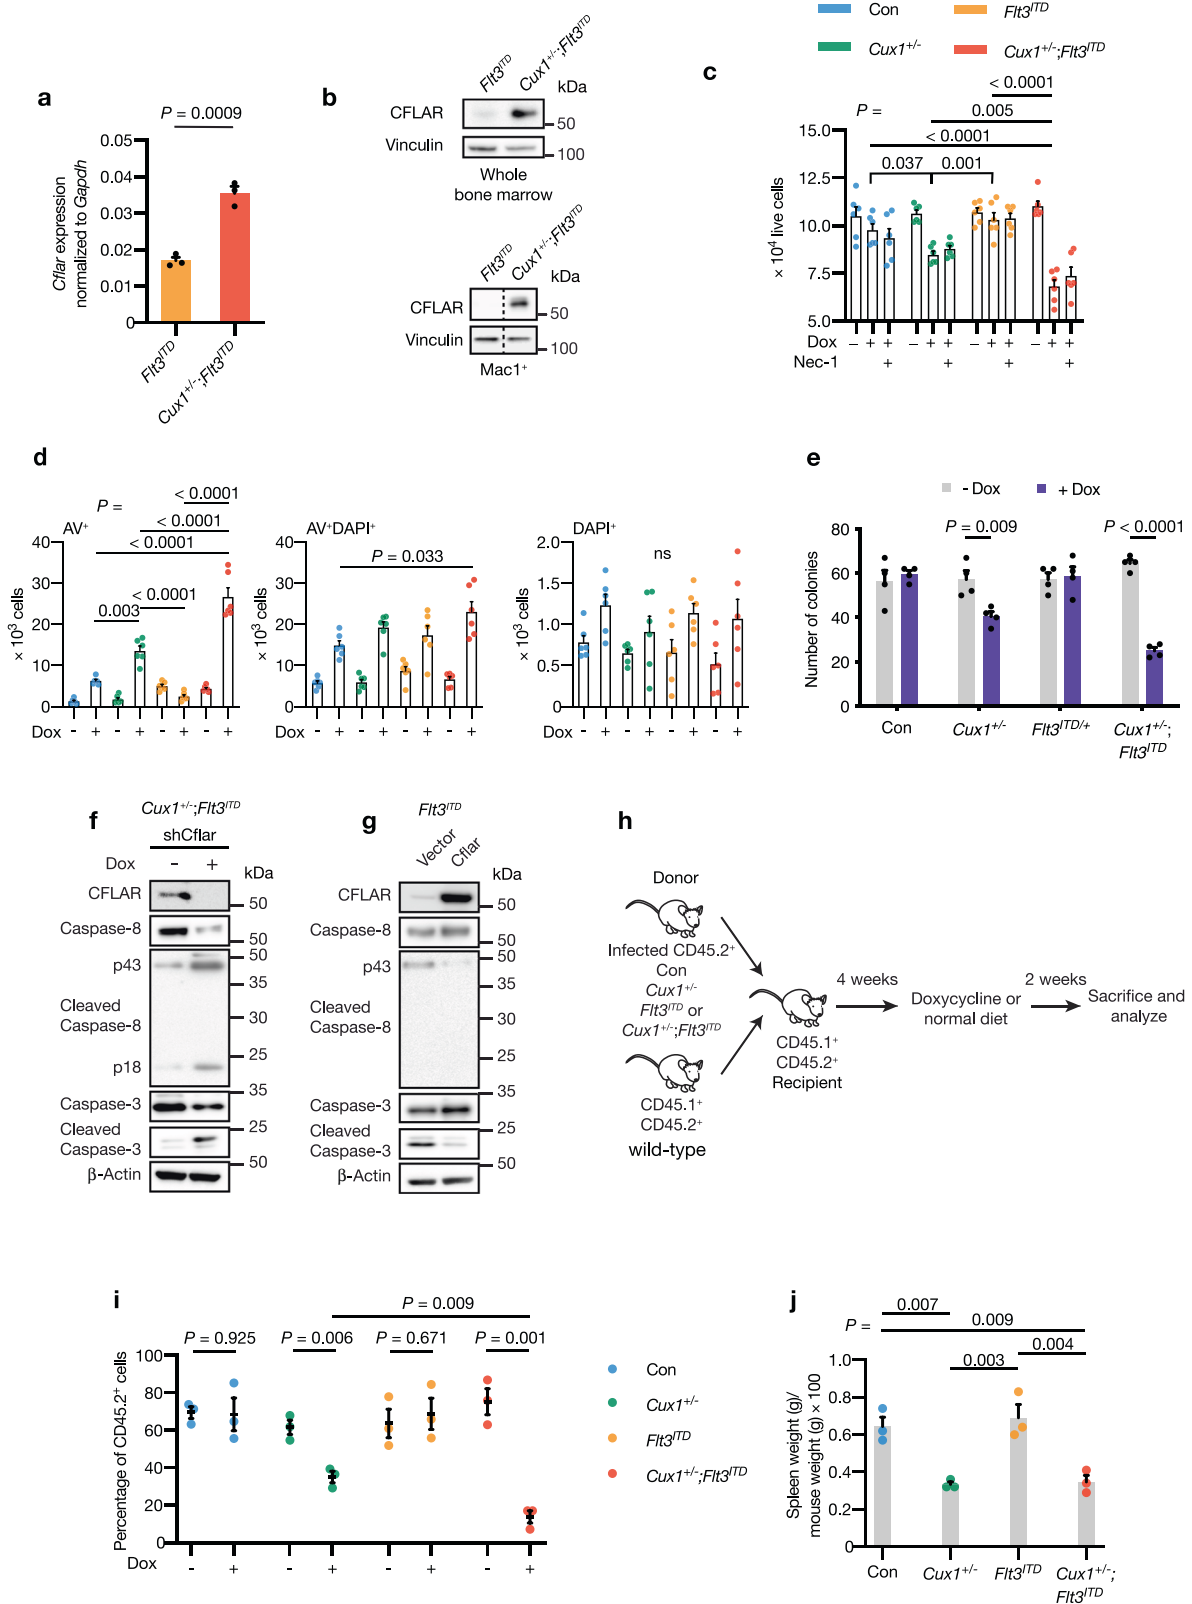 Con
Flt3ITD
Cux1+/-
Cux1+/-;Flt3ITD
a
P = 0.0009
Cflar expression
normalized to Gapdh
0.05
0.04
0.03
0.02
0.01
0
Flt3ITD
Cux1+/-;Flt3ITD
b
Flt3ITD
Cux1+/-;Flt3ITD
kDa
CFLAR
50
Vinculin
100
Whole
bone marrow
Flt3ITD
Cux1+/-;Flt3ITD
kDa
CFLAR
50
Vinculin
100
Mac1+
c
< 0.0001
0.005
P =
< 0.0001
0.037
0.001
× 10⁴ live cells
15.0
12.5
10.0
7.5
5.0
Dox
– + + – + + – + + – + +
Nec-1
+ + + +
d
P =
< 0.0001
< 0.0001
< 0.0001
< 0.0001
0.003
AV+
× 10³ cells
40
30
20
10
0
Dox - + - + - + - +
AV+DAPI+
P = 0.033
× 10³ cells
40
30
20
10
0
Dox - + - + - + - +
DAPI+
ns
× 10³ cells
2.0
1.5
1.0
0.5
0
Dox - + - + - + - +
e
- Dox
+ Dox
P = 0.009
P < 0.0001
Number of colonies
80
60
40
20
0
Con
Cux1+/-
Flt3ITD/+
Cux1+/-;
Flt3ITD
f
Cux1+/-;Flt3ITD
shCflar
Dox - +
kDa
CFLAR
50
Caspase-8
50
50
p43
35
Cleaved
Caspase-8
30
25
p18
35
Caspase-3
25
Cleaved
Caspase-3
50
β-Actin
g
Flt3ITD
Vector
Cflar
kDa
CFLAR
50
Caspase-8
50
50
p43
35
Cleaved
Caspase-8
30
25
35
Caspase-3
25
Cleaved
Caspase-3
50
β-Actin
h
Donor
Infected CD45.2+
Con
Cux1+/-
Flt3ITD or
Cux1+/-;Flt3ITD
CD45.1+
CD45.2+
wild-type
CD45.1+
CD45.2+
Recipient
4 weeks
Doxycycline or
normal diet
2 weeks
Sacrifice and
analyze
i
P = 0.009
P = 0.925
P = 0.006
P = 0.671
P = 0.001
Percentage of CD45.2+ cells
100
80
60
40
20
0
Dox
- + - + - + - +
Con
Cux1+/-
Flt3ITD
Cux1+/-;Flt3ITD
j
0.007
P =
0.009
0.004
0.003
Spleen weight (g)/
mouse weight (g) × 100
1.0
0.8
0.6
0.4
0.2
0
Con
Cux1+/-
Flt3ITD
Cux1+/-;
Flt3ITD